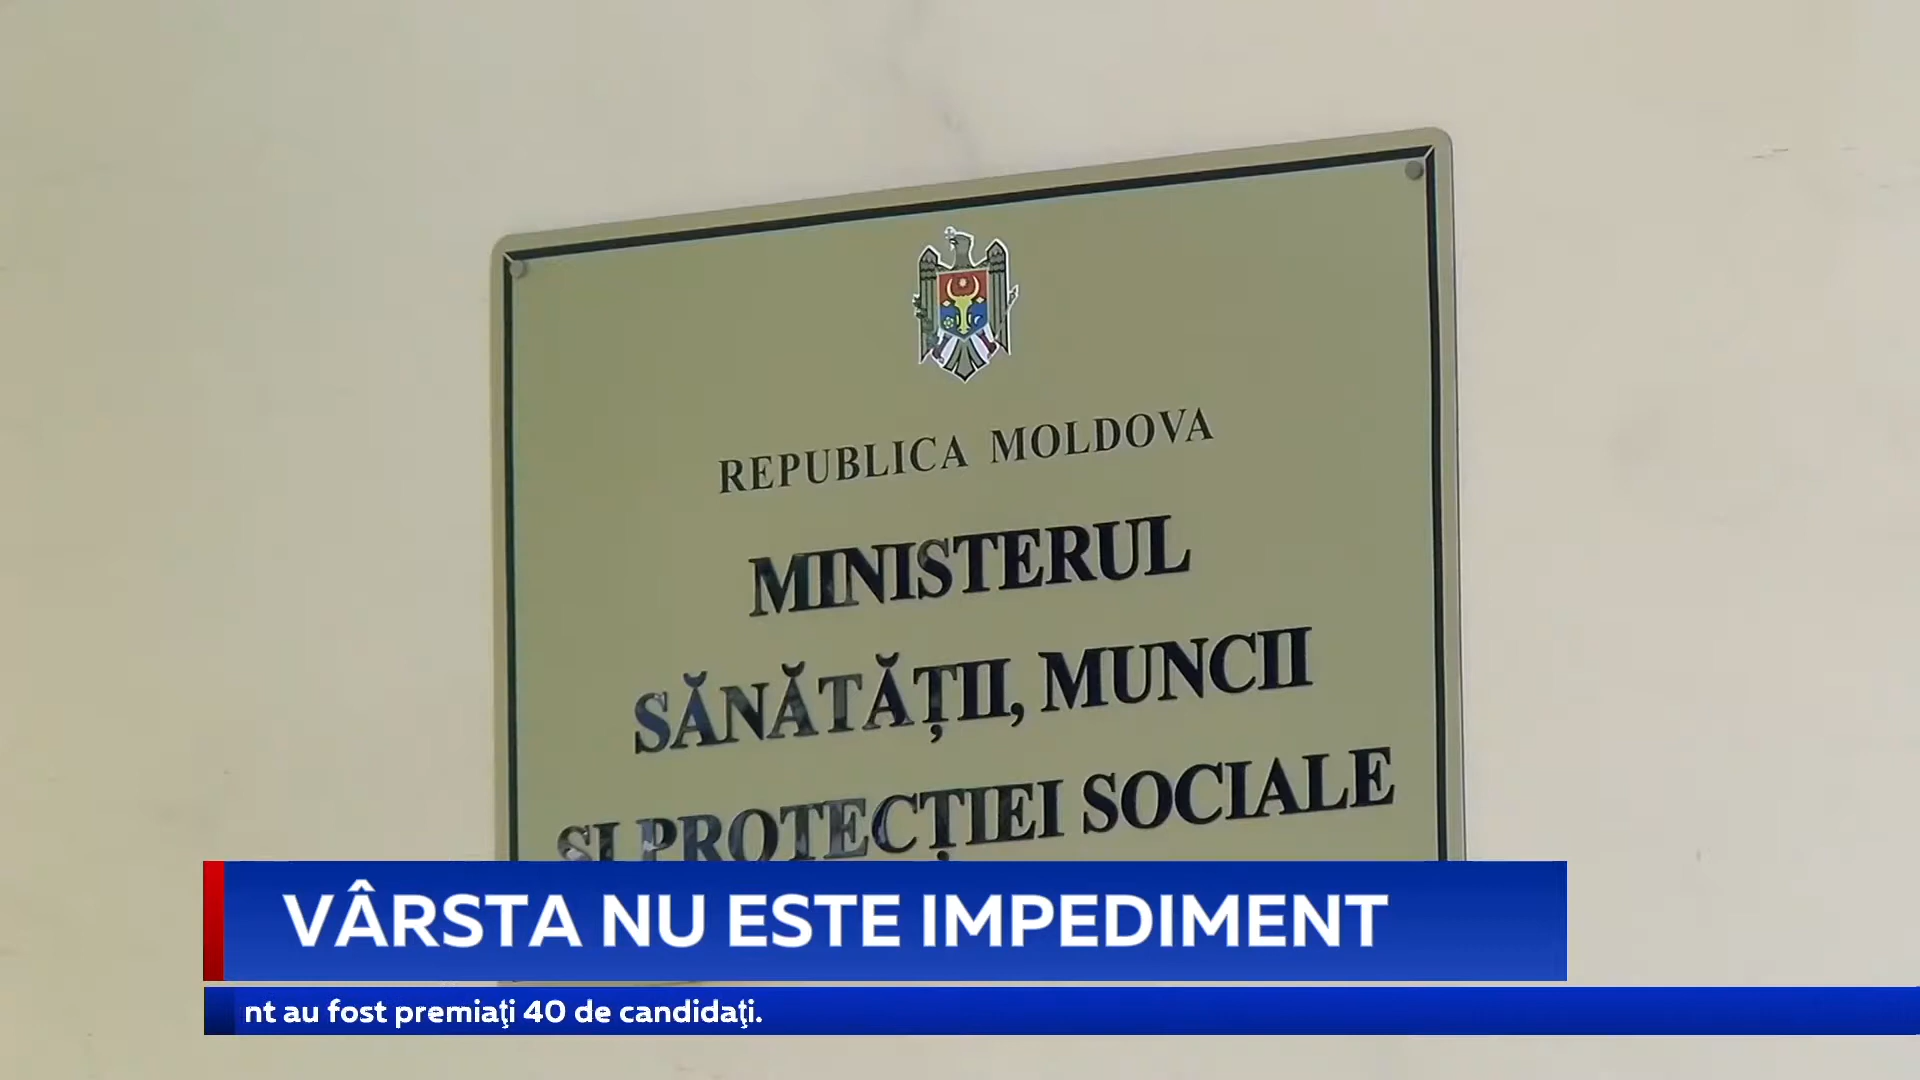 REPUBLICA MOLDOVA
MINISTERUL
SĂNĂTĂȚII, MUNCII
ȘI PROTECȚIEI SOCIALE
VÂRSTA NU ESTE IMPEDIMENT
nt au fost premiaţi 40 de candidaţi.